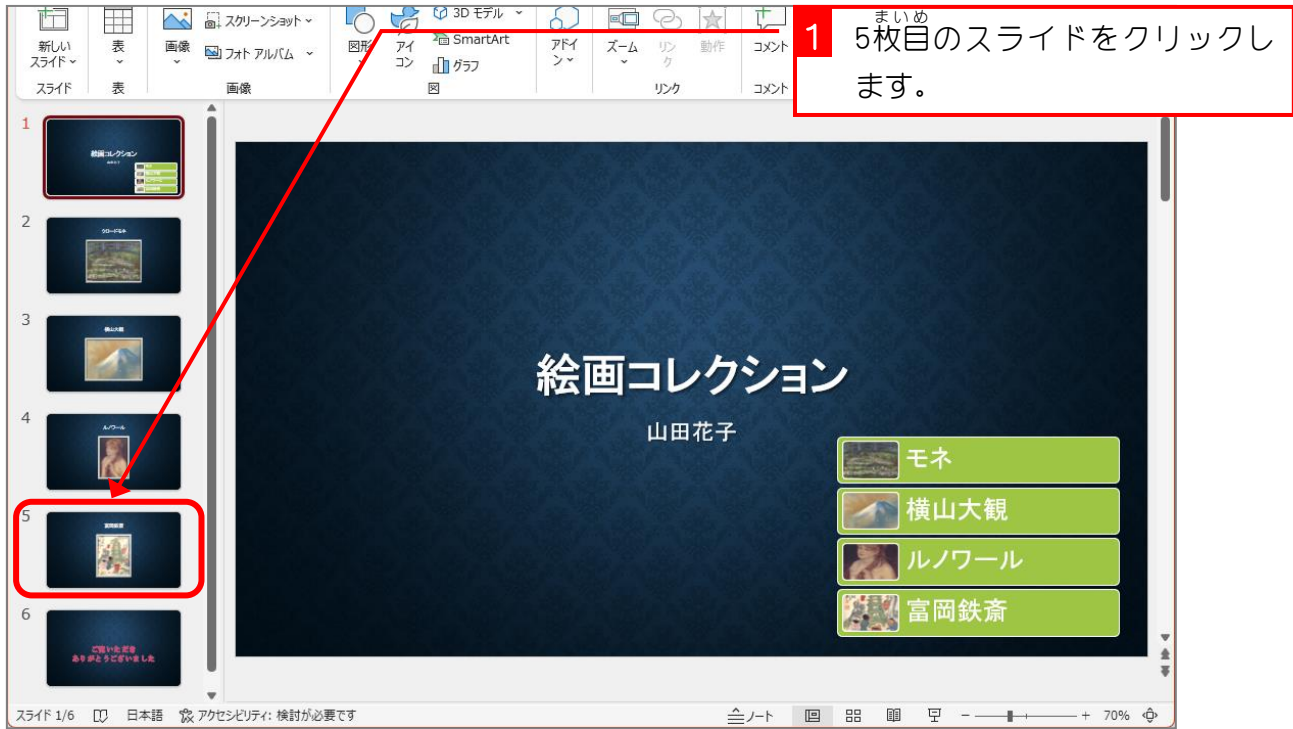 新しい
スライド
表
画像
スクリーンショット
フォト アルバム
図形
アイ
コン
3D モデル
SmartArt
グラフ
アドイ
ン
ズーム
リン
ク
動作
コメント
スライド
表
画像
図
リンク
コメント
1
まいめ
5枚目のスライドをクリックし
ます。
1
絵画コレクション
2
クロードモネ
3
横山大観
4
ルノワール
5
富岡鉄斎
6
ご覧いただき
ありがとうございました
絵画コレクション
山田花子
モネ
横山大観
ルノワール
富岡鉄斎
スライド 1/6
日本語
アクセシビリティ: 検討が必要です
ノート
70%